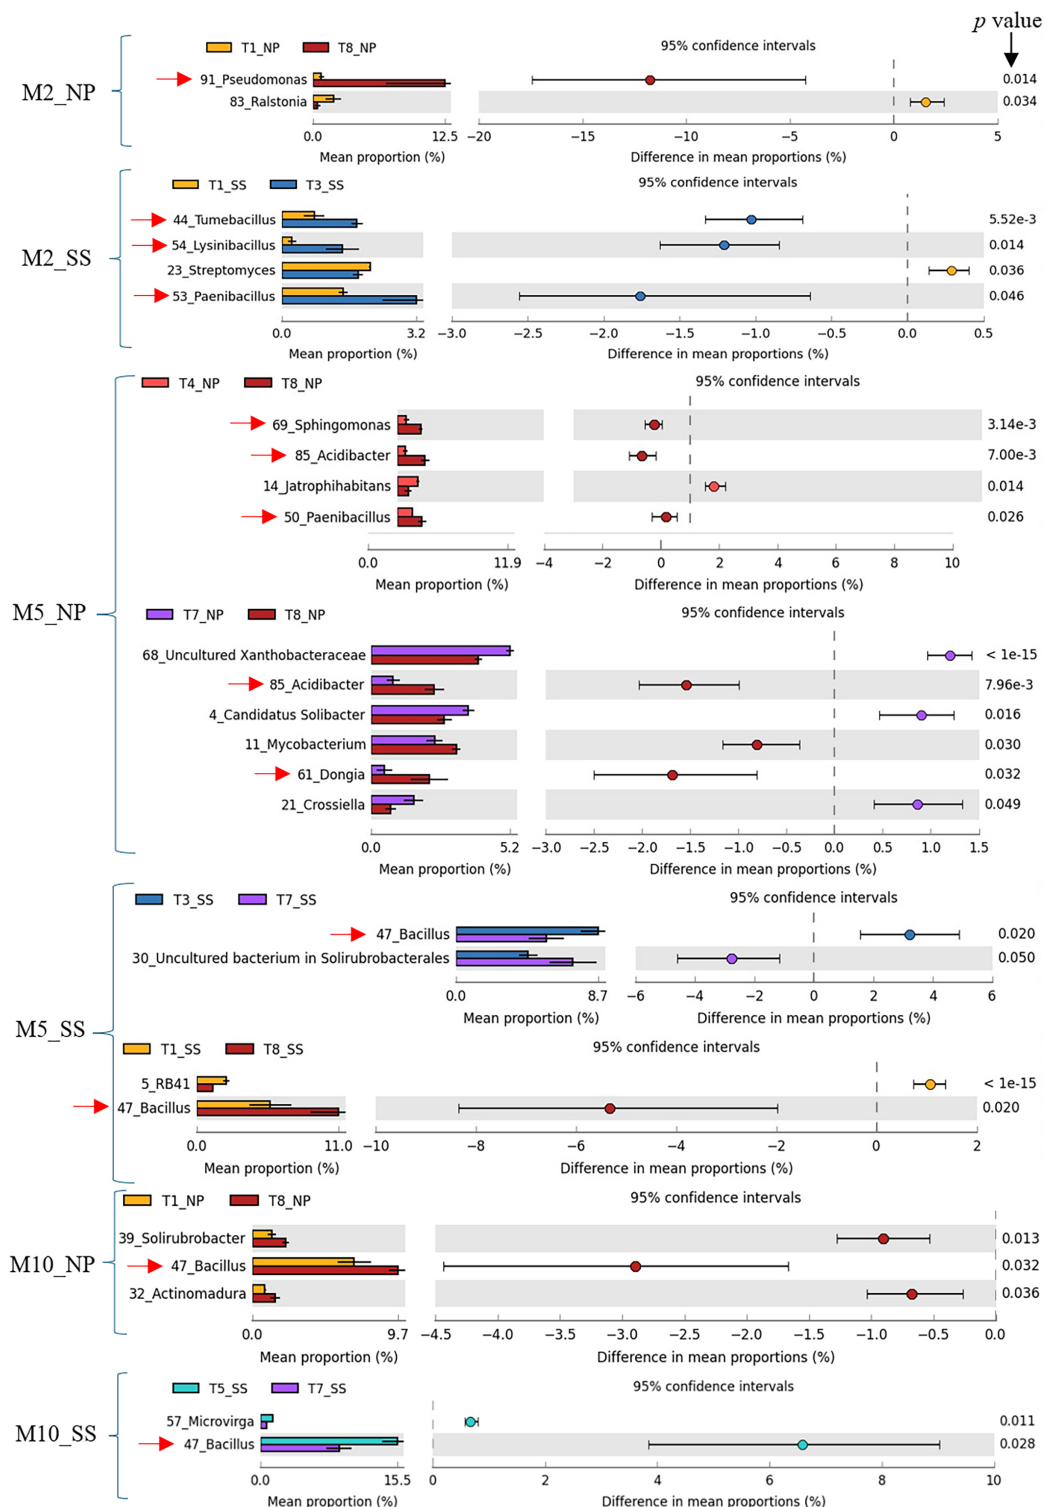 p value
T1_NP T8_NP 95% confidence intervals
M2_NP
91_Pseudomonas 0.014
83_Ralstonia 0.034
0.0 12.5 −20 −15 −10 −5 0 5
Mean proportion (%) Difference in mean proportions (%)
T1_SS T3_SS 95% confidence intervals
M2_SS
44_Tumebacillus 5.52e-3
54_Lysinibacillus 0.014
23_Streptomyces 0.036
53_Paenibacillus 0.046
0.0 3.2 −3.0 −2.5 −2.0 −1.5 −1.0 −0.5 0.0 0.5
Mean proportion (%) Difference in mean proportions (%)
M5_NP
T4_NP T8_NP 95% confidence intervals
69_Sphingomonas 3.14e-3
85_Acidibacter 7.00e-3
14_Jatrophihabitans 0.014
50_Paenibacillus 0.026
0.0 11.9 −4 −2 0 2 4 6 8 10
Mean proportion (%) Difference in mean proportions (%)
T7_NP T8_NP 95% confidence intervals
68_Uncultured Xanthobacteraceae < 1e-15
85_Acidibacter 7.96e-3
4_Candidatus Solibacter 0.016
11_Mycobacterium 0.030
61_Dongia 0.032
21_Crossiella 0.049
0.0 5.2 −3.0 −2.5 −2.0 −1.5 −1.0 −0.5 0.0 0.5 1.0 1.5
Mean proportion (%) Difference in mean proportions (%)
M5_SS
T3_SS T7_SS 95% confidence intervals
47_Bacillus 0.020
30_Uncultured bacterium in Solirubrobacterales 0.050
0.0 8.7 −6 −4 −2 0 2 4 6
Mean proportion (%) Difference in mean proportions (%)
T1_SS T8_SS 95% confidence intervals
5_RB41 < 1e-15
47_Bacillus 0.020
0.0 11.0 −10 −8 −6 −4 −2 0 2
Mean proportion (%) Difference in mean proportions (%)
T1_NP T8_NP 95% confidence intervals
M10_NP
39_Solirubrobacter 0.013
47_Bacillus 0.032
32_Actinomadura 0.036
0.0 9.7 −4.5 −4.0 −3.5 −3.0 −2.5 −2.0 −1.5 −1.0 −0.5 0.0
Mean proportion (%) Difference in mean proportions (%)
T5_SS T7_SS 95% confidence intervals
M10_SS
57_Microvirga 0.011
47_Bacillus 0.028
0.0 15.5 0 2 4 6 8 10
Mean proportion (%) Difference in mean proportions (%)